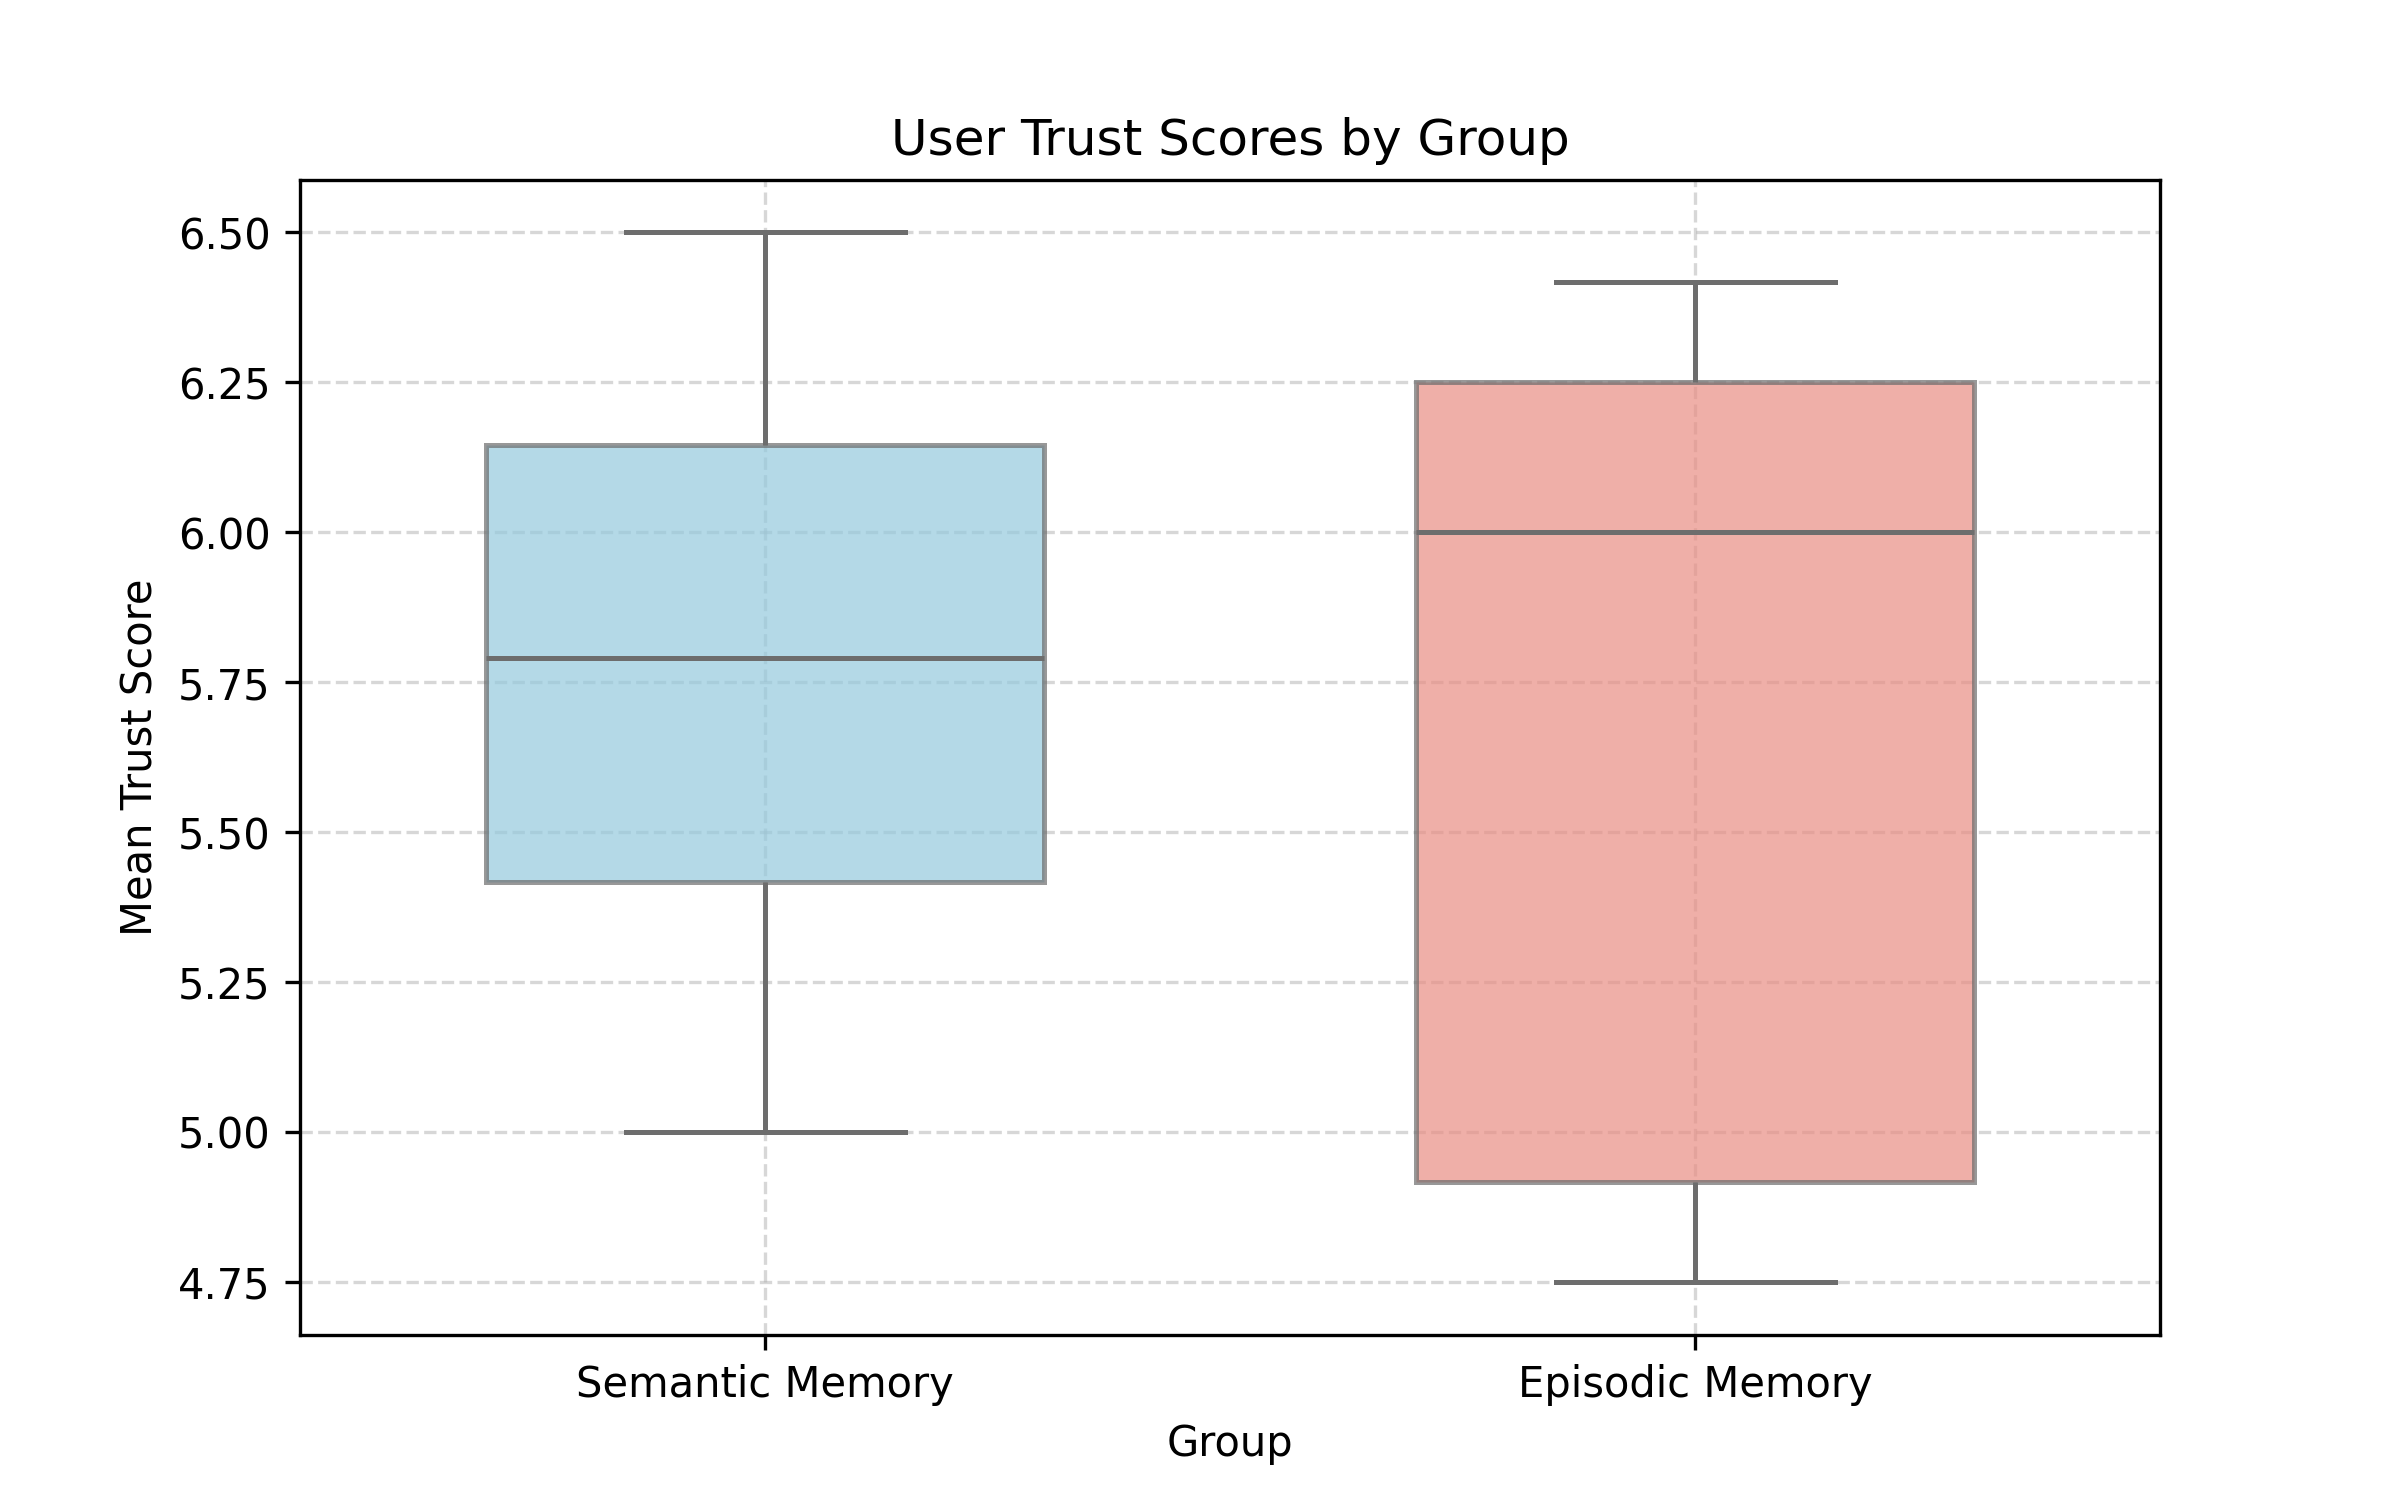 User Trust Scores by Group
Mean Trust Score
6.50
6.25
6.00
5.75
5.50
5.25
5.00
4.75
Semantic Memory
Episodic Memory
Group